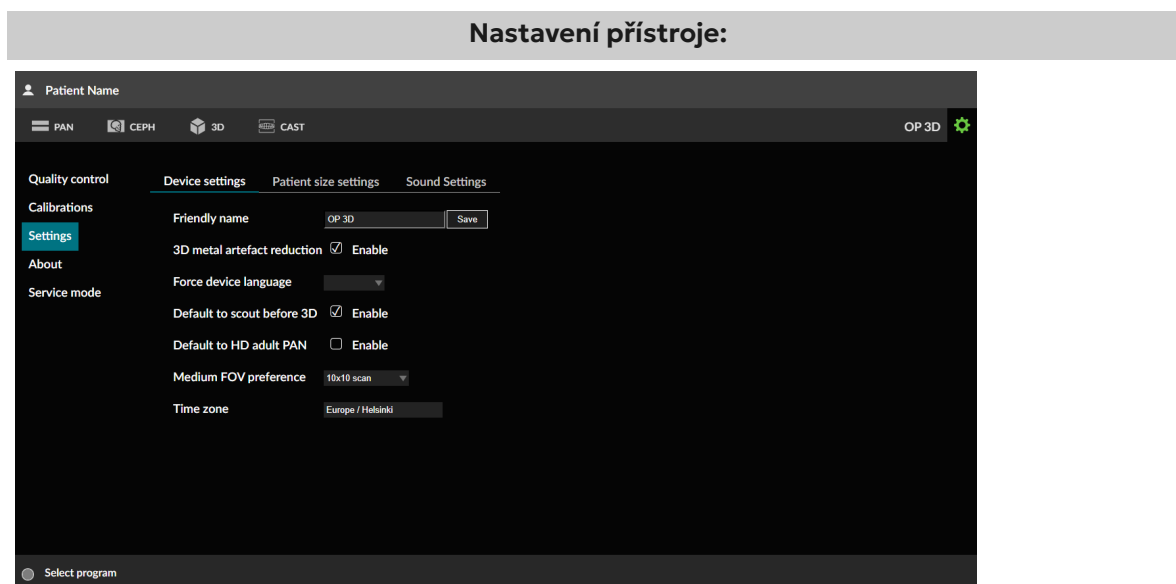 Nastavení přístroje:
Patient Name
PAN CEPH 3D CAST OP 3D
Quality control
Calibrations
Settings
About
Service mode
Device settings Patient size settings Sound Settings
Friendly name OP 3D Save
3D metal artefact reduction Enable
Force device language
Default to scout before 3D Enable
Default to HD adult PAN Enable
Medium FOV preference 10x10 scan
Time zone Europe / Helsinki
Select program